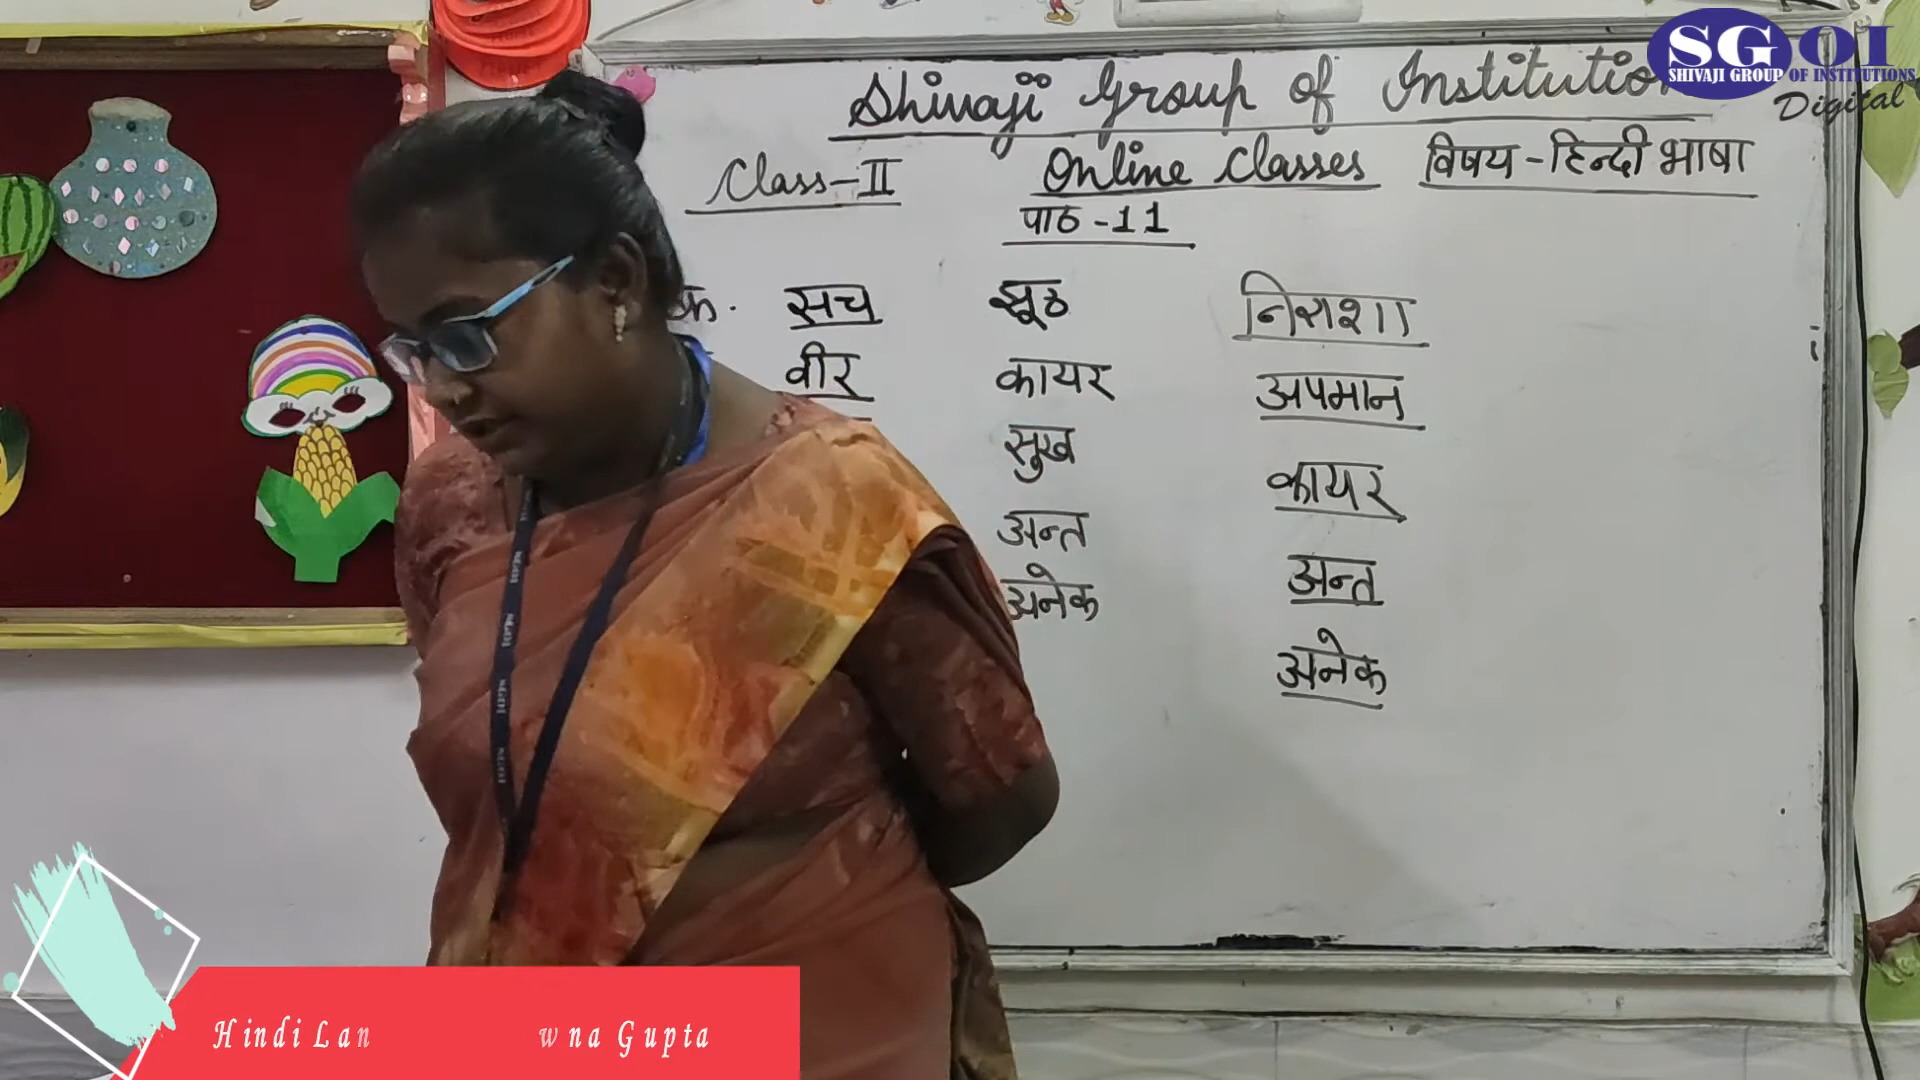 Shivaji Group of Institution
SGOI
SHIVAJI GROUP OF INSTITUTIONS
Digital
Class-II
Online Classes
विषय-हिन्दी भाषा
पाठ-11
क. सच झूठ निराशा
वीर कायर अपमान
सुख कायर
अन्त अन्त
अनेक अनेक
Hindi Lan wna Gupta